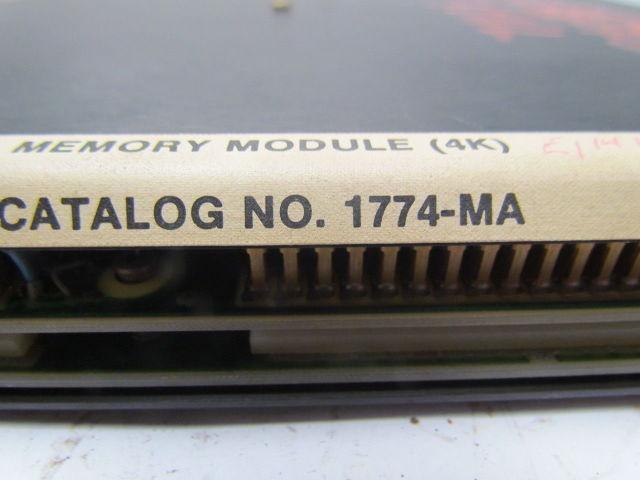 MEMORY MODULE (4K)
CATALOG NO. 1774-MA